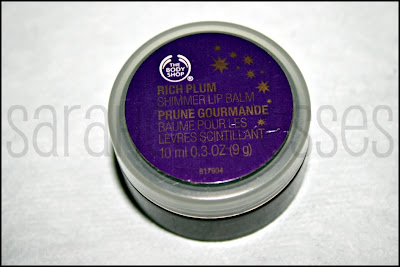 THE
BODY
SHOP®
RICH PLUM
SHIMMER LIP BALM
PRUNE GOURMANDE
BAUME POUR LES
LÈVRES SCINTILLANT
10 ml 0.3 OZ (9 g)